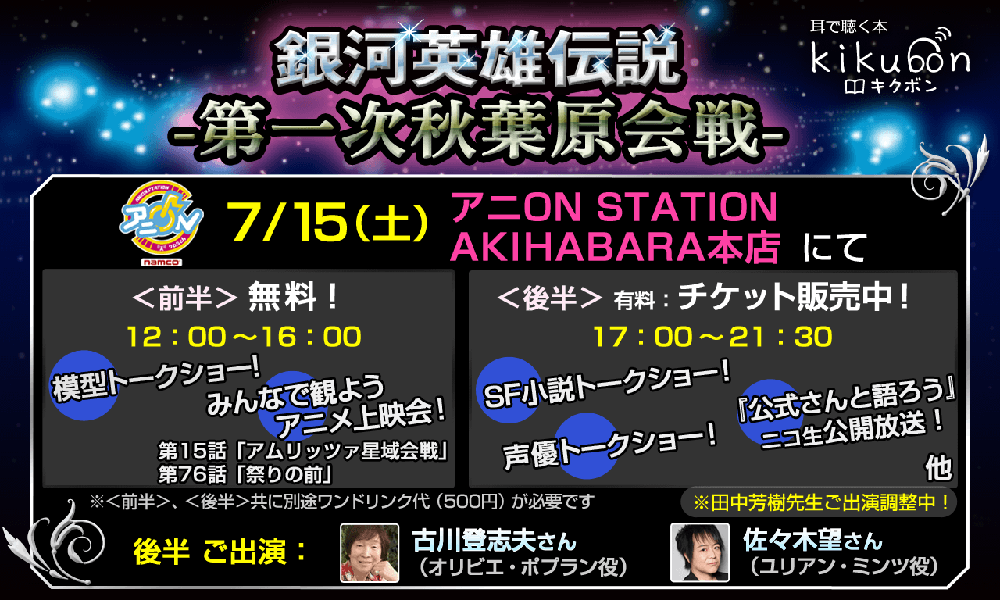 銀河英雄伝説
-第一次秋葉原会戦-
耳で聴く本
kikubon
キクボン
ANION STATION
アニON
namco
7/15(土)
アニON STATION
AKIHABARA本店 にて
＜前半＞ 無料！
12：00～16：00
模型トークショー！
みんなで観よう
アニメ上映会！
第15話「アムリッツァ星域会戦」
第76話「祭りの前」
＜後半＞ 有料：チケット販売中！
17：00～21：30
SF小説トークショー！
声優トークショー！
『公式さんと語ろう』
ニコ生公開放送！
他
※＜前半＞、＜後半＞共に別途ワンドリンク代（500円）が必要です
※田中芳樹先生ご出演調整中！
後半 ご出演：
古川登志夫さん
（オリビエ・ポプラン役）
佐々木望さん
（ユリアン・ミンツ役）